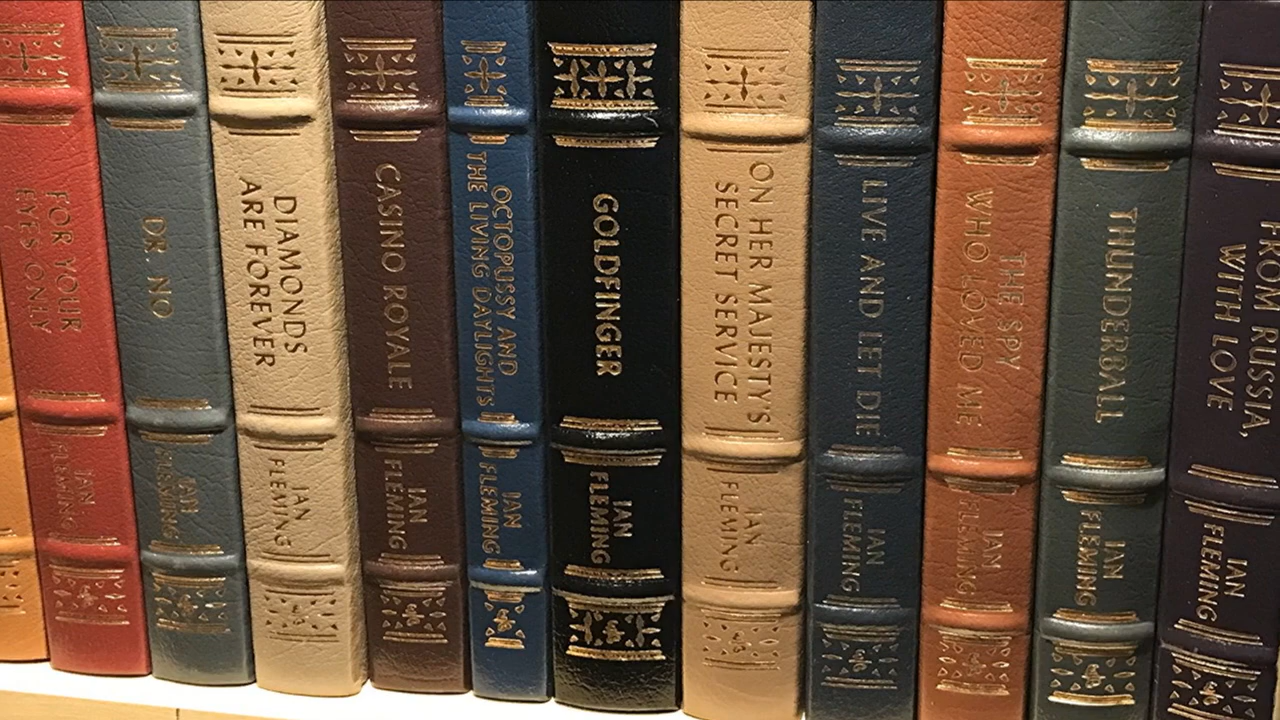 FOR YOUR
EYES ONLY
IAN
FLEMING
DR. NO
IAN
FLEMING
DIAMONDS
ARE FOREVER
IAN
FLEMING
CASINO ROYALE
IAN
FLEMING
OCTOPUSSY AND
THE LIVING DAYLIGHTS
IAN
FLEMING
GOLDFINGER
IAN
FLEMING
ON HER MAJESTY'S
SECRET SERVICE
IAN
FLEMING
LIVE AND LET DIE
IAN
FLEMING
THE SPY
WHO LOVED ME
IAN
FLEMING
THUNDERBALL
IAN
FLEMING
FROM RUSSIA,
WITH LOVE
IAN
FLEMING